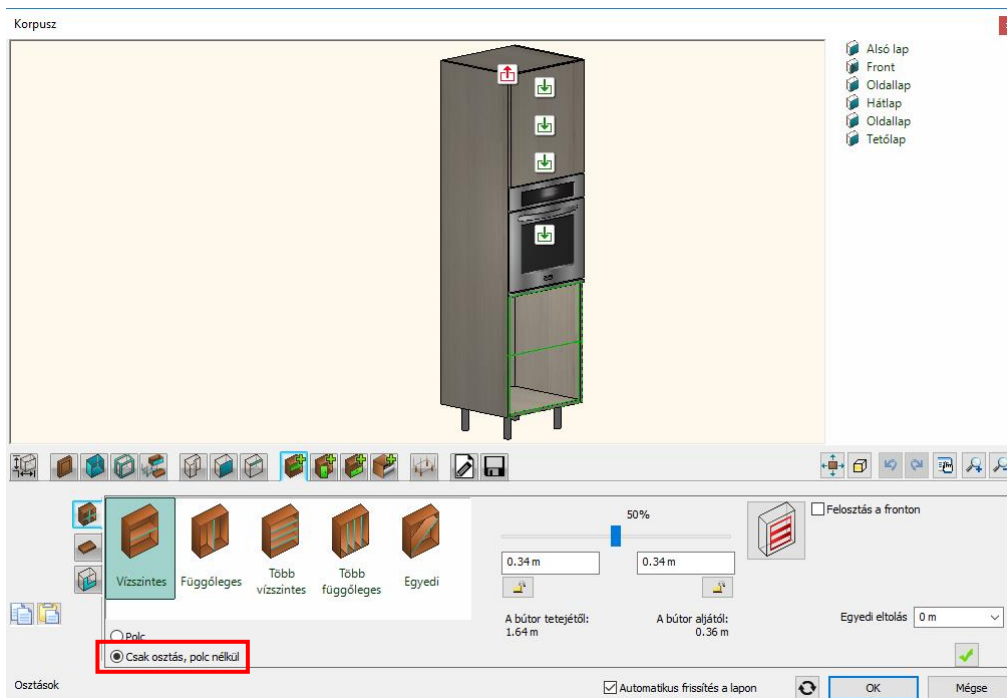 Korpusz
Alsó lap
Front
Oldallap
Hátlap
Oldallap
Tetőlap
Vízszintes
Függőleges
Több vízszintes
Több függőleges
Egyedi
Polc
Csak osztás, polc nélkül
50%
0.34 m
0.34 m
A bútor tetejétől:
1.64 m
A bútor aljától:
0.36 m
Felosztás a fronton
Egyedi eltolás
0 m
Osztások
Automatikus frissítés a lapon
OK
Mégse